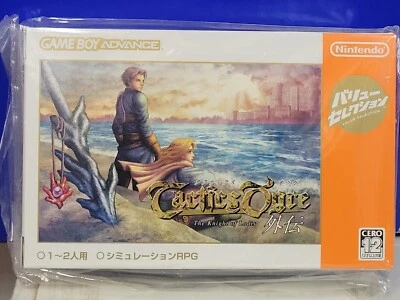 GAME BOY ADVANCE
Nintendo
バリュー
セレクション
Tactics Ogre
The Knight of Lodis
外伝
○1~2人用 ○シミュレーションRPG
CERO
12